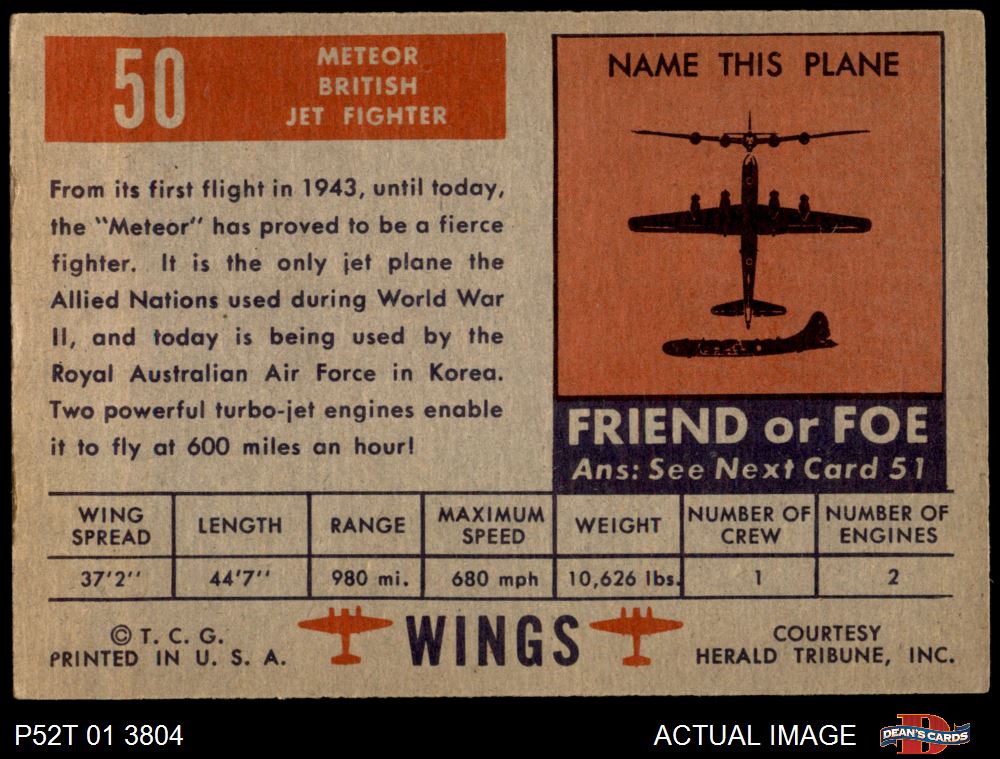 50
METEOR
BRITISH
JET FIGHTER
From its first flight in 1943, until today,
the "Meteor" has proved to be a fierce
fighter. It is the only jet plane the
Allied Nations used during World War
II, and today is being used by the
Royal Australian Air Force in Korea.
Two powerful turbo-jet engines enable
it to fly at 600 miles an hour!
NAME THIS PLANE
FRIEND or FOE
Ans: See Next Card 51
WING SPREAD
LENGTH
RANGE
MAXIMUM SPEED
WEIGHT
NUMBER OF CREW
NUMBER OF ENGINES
37'2''
44'7''
980 mi.
680 mph
10,626 lbs.
1
2
© T. C. G.
PRINTED IN U. S. A.
WINGS
COURTESY
HERALD TRIBUNE, INC.
P52T 01 3804
ACTUAL IMAGE
D
DEAN'S CARDS